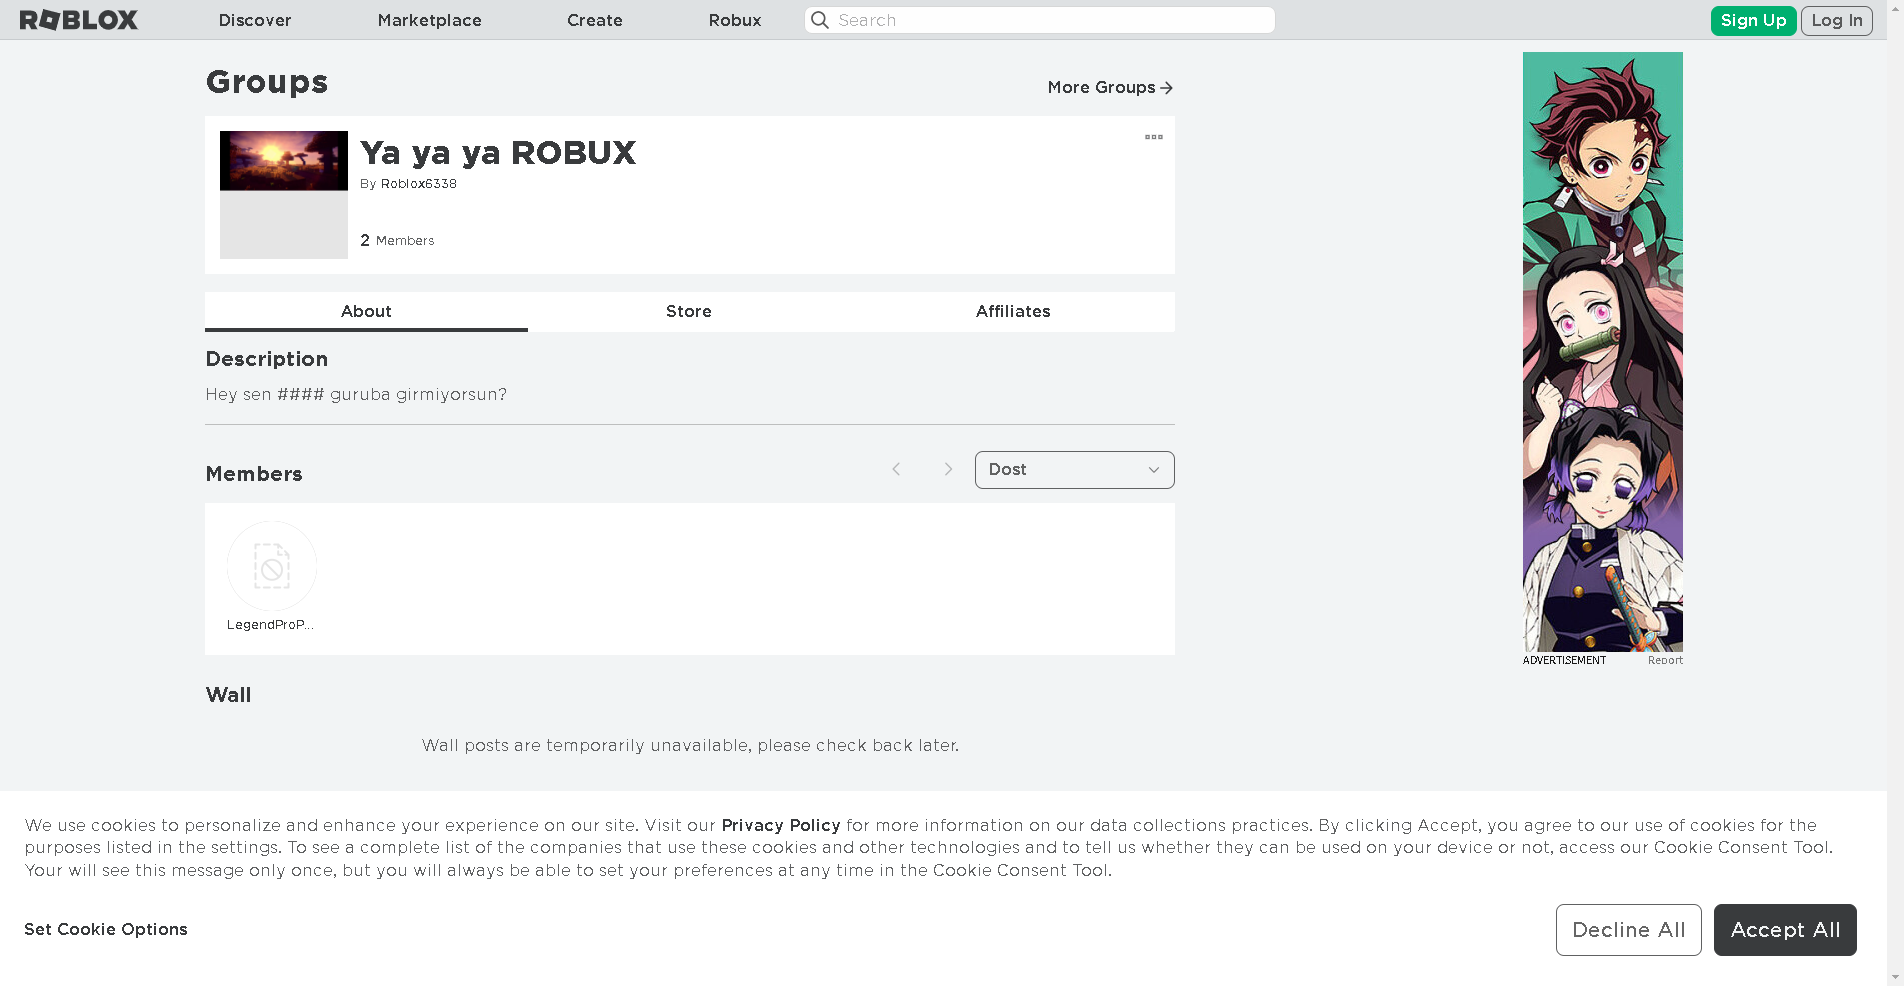 ROBLOX
Discover
Marketplace
Create
Robux
Search
Sign Up
Log In
Groups
More Groups
Ya ya ya ROBUX
By Roblox6338
2 Members
About
Store
Affiliates
Description
Hey sen #### guruba girmiyorsun?
Members
Dost
LegendProP...
ADVERTISEMENT
Report
Wall
Wall posts are temporarily unavailable, please check back later.
We use cookies to personalize and enhance your experience on our site. Visit our Privacy Policy for more information on our data collections practices. By clicking Accept, you agree to our use of cookies for the
purposes listed in the settings. To see a complete list of the companies that use these cookies and other technologies and to tell us whether they can be used on your device or not, access our Cookie Consent Tool.
Your will see this message only once, but you will always be able to set your preferences at any time in the Cookie Consent Tool.
Set Cookie Options
Decline All
Accept All